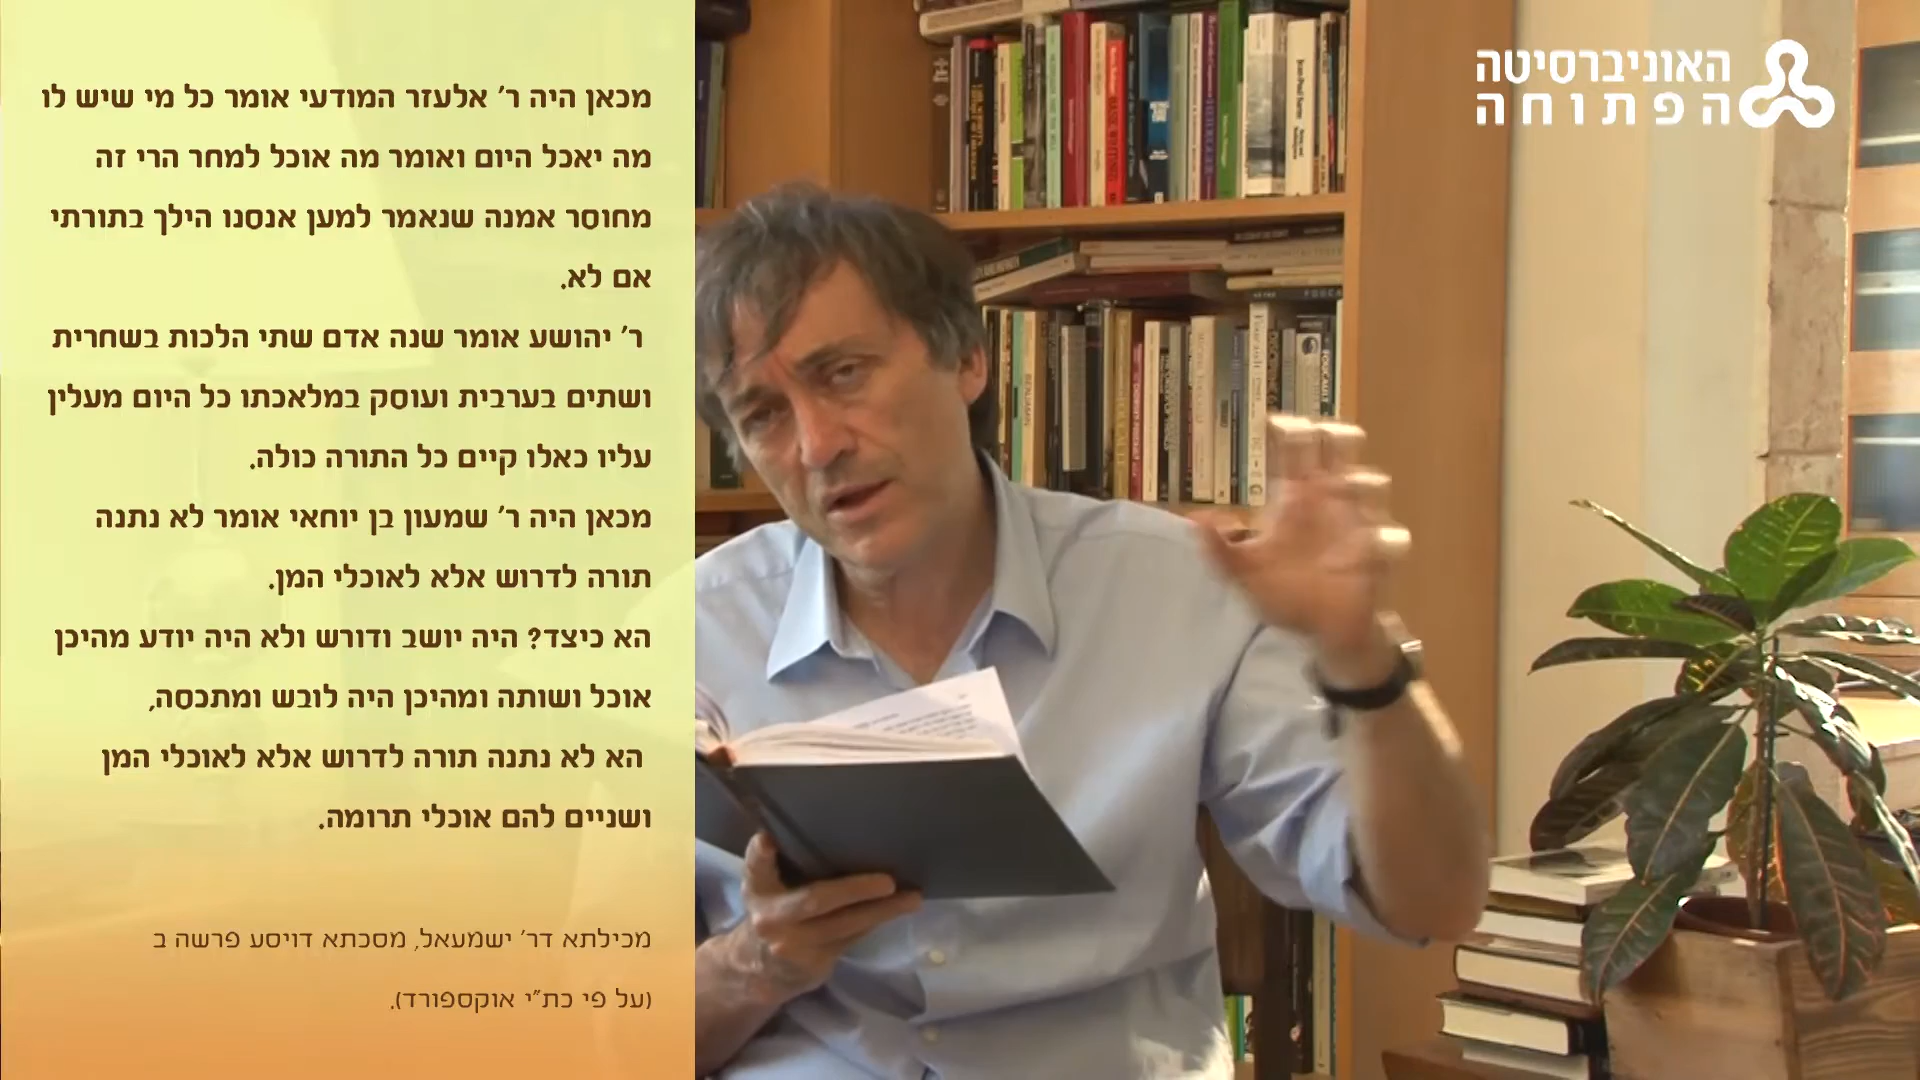 מכאן היה ר' אלעזר המודעי אומר כל מי שיש לו
מה יאכל היום ואומר מה אוכל למחר הרי זה
מחוסר אמנה שנאמר למען אנסנו הילך בתורתי
אם לא.
ר' יהושע אומר שנה אדם שתי הלכות בשחרית
ושתים בערבית ועוסק במלאכתו כל היום מעלין
עליו כאלו קיים כל התורה כולה.
מכאן היה ר' שמעון בן יוחאי אומר לא נתנה
תורה לדרוש אלא לאוכלי המן.
הא כיצד? היה יושב ודורש ולא היה יודע מהיכן
אוכל ושותה ומהיכן היה לובש ומתכסה,
הא לא נתנה תורה לדרוש אלא לאוכלי המן
ושניים להם אוכלי תרומה.
מכילתא דר' ישמעאל, מסכתא דויסע פרשה ב
(על פי כת"י אוקספורד).
האוניברסיטה
הפתוחה
FOUCAULT